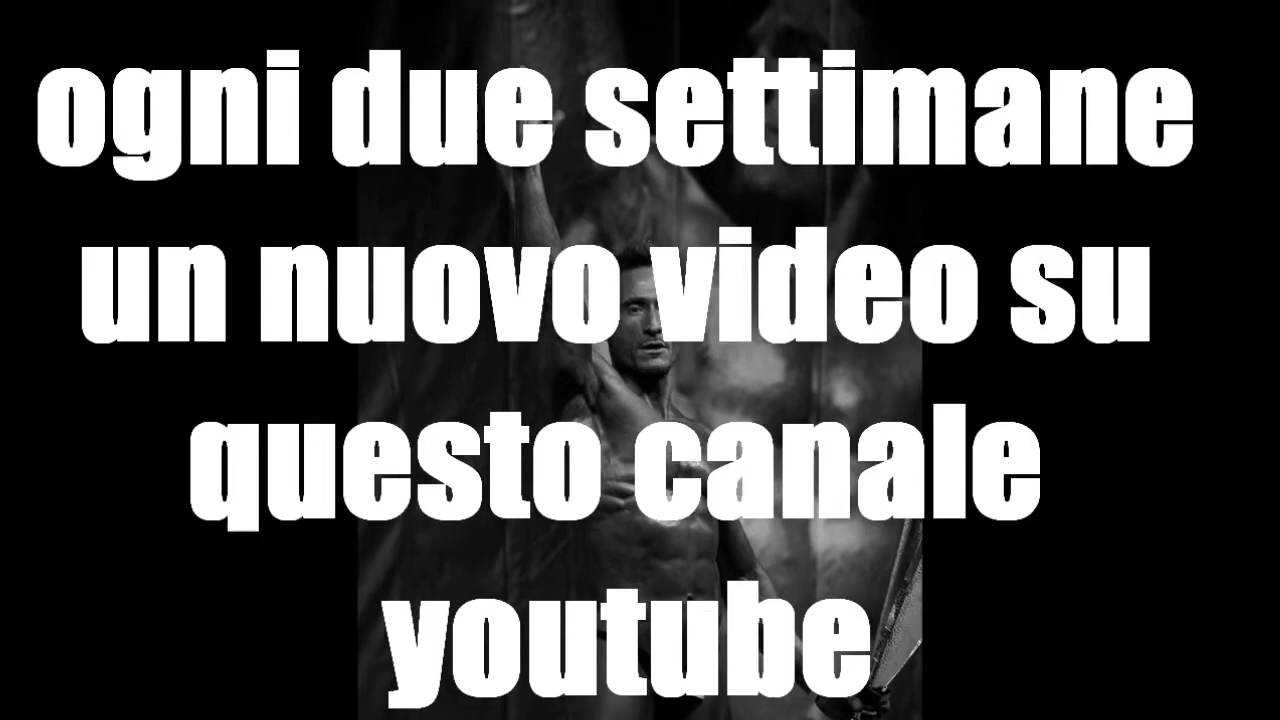 ogni due settimane
un nuovo video su
questo canale
youtube